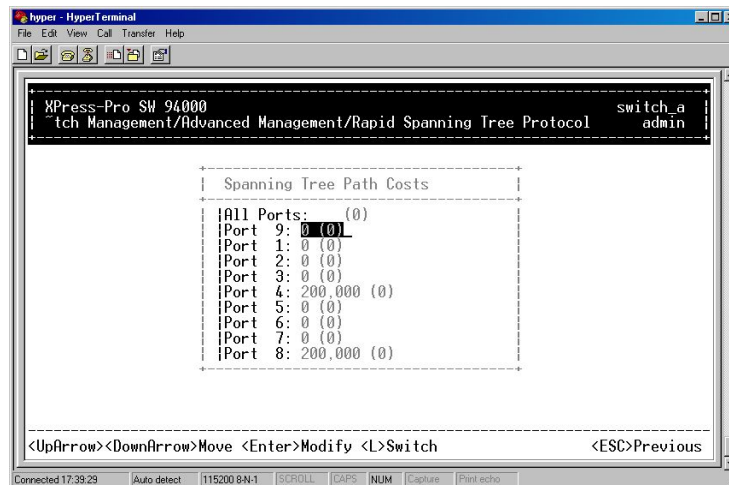 hyper - HyperTerminal
File Edit View Call Transfer Help
XPress-Pro SW 94000 switch_a
~tch Management/Advanced Management/Rapid Spanning Tree Protocol admin
Spanning Tree Path Costs
All Ports: (0)
Port 9: 0 (0)
Port 1: 0 (0)
Port 2: 0 (0)
Port 3: 0 (0)
Port 4: 200,000 (0)
Port 5: 0 (0)
Port 6: 0 (0)
Port 7: 0 (0)
Port 8: 200,000 (0)
<UpArrow><DownArrow>Move <Enter>Modify <L>Switch <ESC>Previous
Connected 17:39:29 Auto detect 115200 8-N-1 SCROLL CAPS NUM Capture Print echo